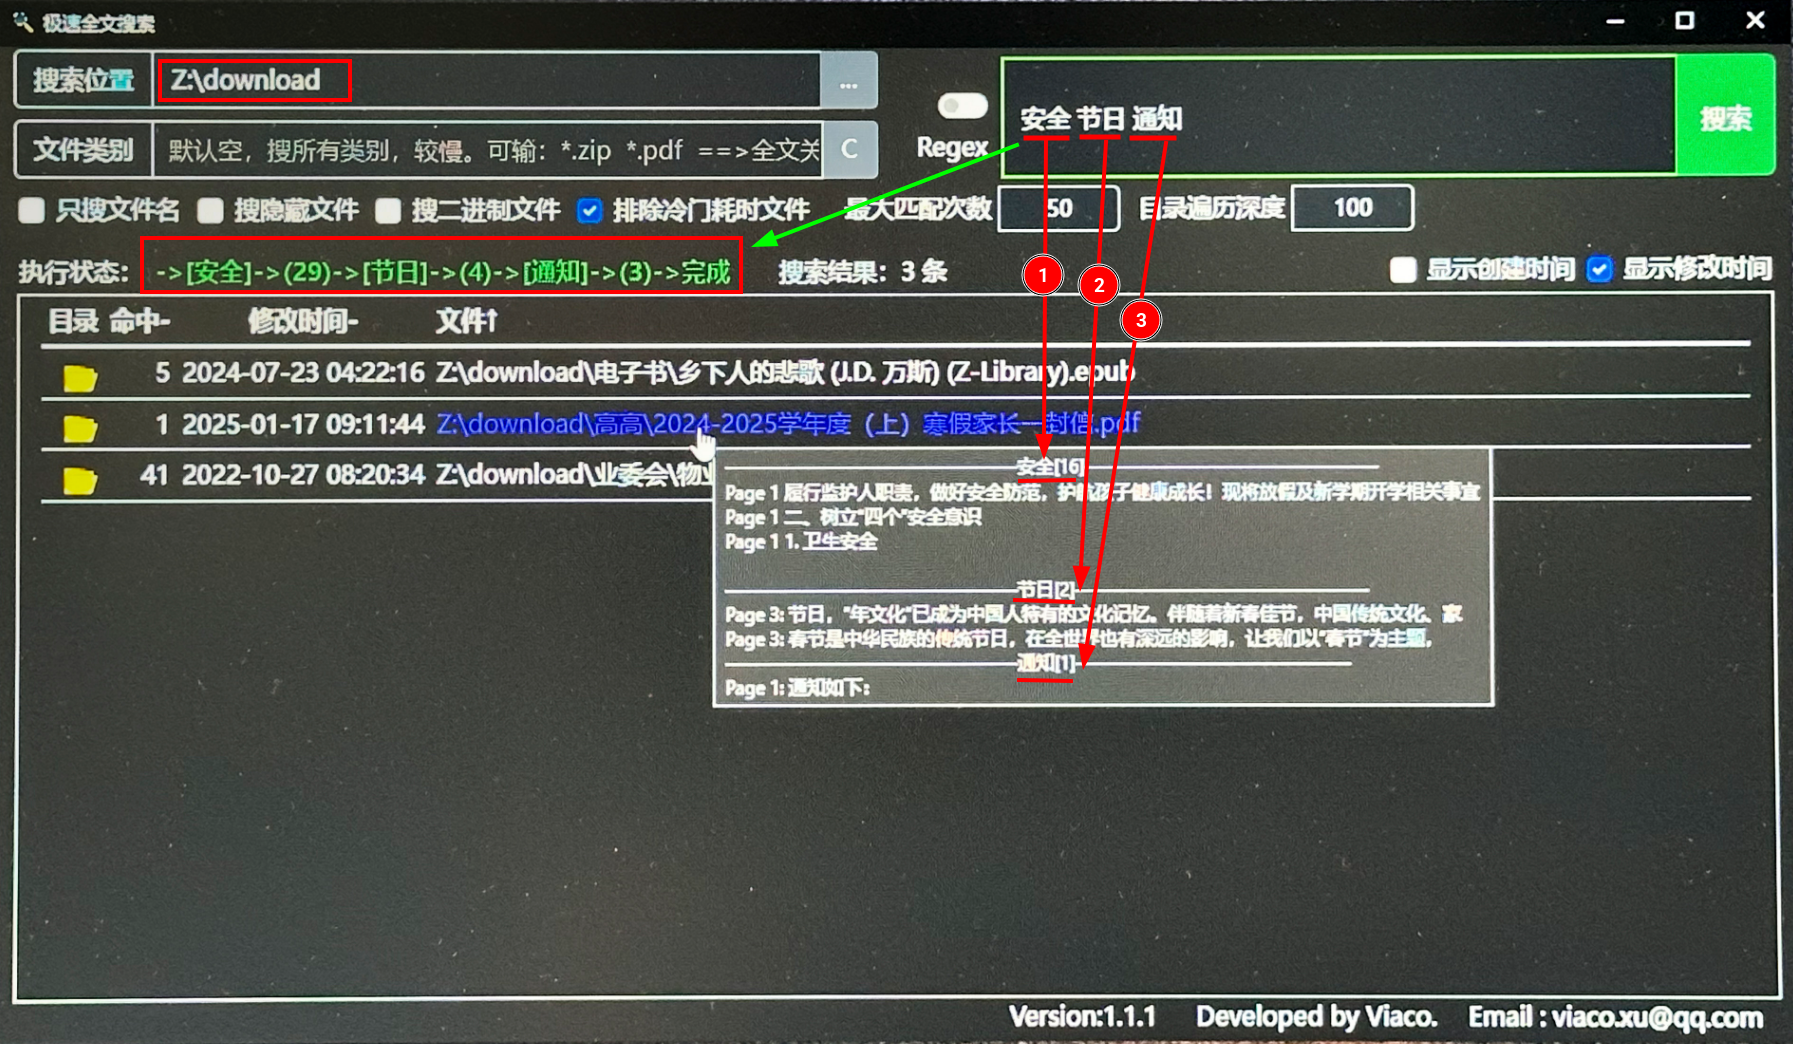 极速全文搜索
搜索位置 Z:\download ...
安全 节日 通知 搜索
文件类别 默认空，搜所有类别，较慢。可输：*.zip *.pdf ==>全文关 C Regex
只搜文件名 搜隐藏文件 搜二进制文件 排除冷门耗时文件 最大匹配次数 50 目录遍历深度 100
执行状态： ->[安全]->(29)->[节日]->(4)->[通知]->(3)->完成 搜索结果：3 条 显示创建时间 显示修改时间
1
2
3
目录 命中- 修改时间- 文件↑
5 2024-07-23 04:22:16 Z:\download\电子书\乡下人的悲歌 (J.D. 万斯) (Z-Library).epub
1 2025-01-17 09:11:44 Z:\download\高高\2024-2025学年度（上）寒假家长一封信.pdf
41 2022-10-27 08:20:34 Z:\download\业委会\物业
安全[16]
Page 1 履行监护人职责，做好安全防范，护航孩子健康成长！现将放假及新学期开学相关事宜
Page 1 二、树立"四个"安全意识
Page 1 1. 卫生安全
节日[2]
Page 3: 节日，"年文化"已成为中国人特有的文化记忆。伴随着新春佳节，中国传统文化、家
Page 3: 春节是中华民族的传统节日，在全世界也有深远的影响，让我们以"春节"为主题，
通知[1]
Page 1: 通知如下：
Version:1.1.1 Developed by Viaco. Email : viaco.xu@qq.com